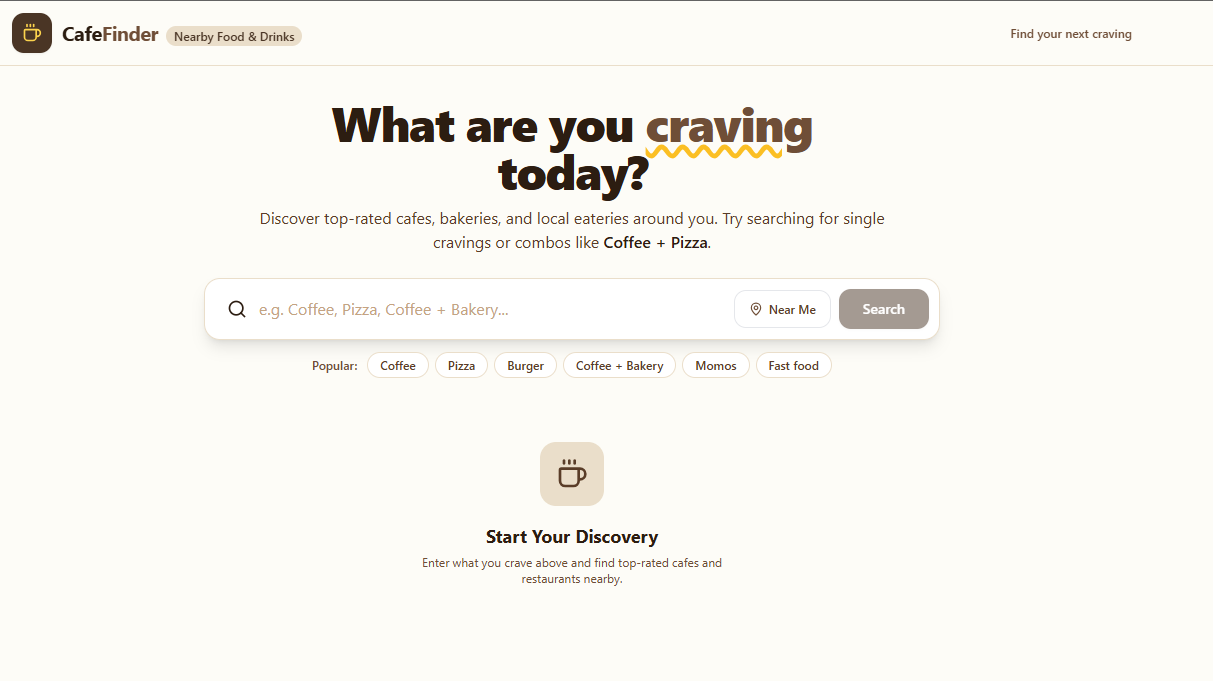 CafeFinder Nearby Food & Drinks
Find your next craving
What are you craving
today?
Discover top-rated cafes, bakeries, and local eateries around you. Try searching for single
cravings or combos like Coffee + Pizza.
e.g. Coffee, Pizza, Coffee + Bakery...
Near Me
Search
Popular: Coffee Pizza Burger Coffee + Bakery Momos Fast food
Start Your Discovery
Enter what you crave above and find top-rated cafes and
restaurants nearby.